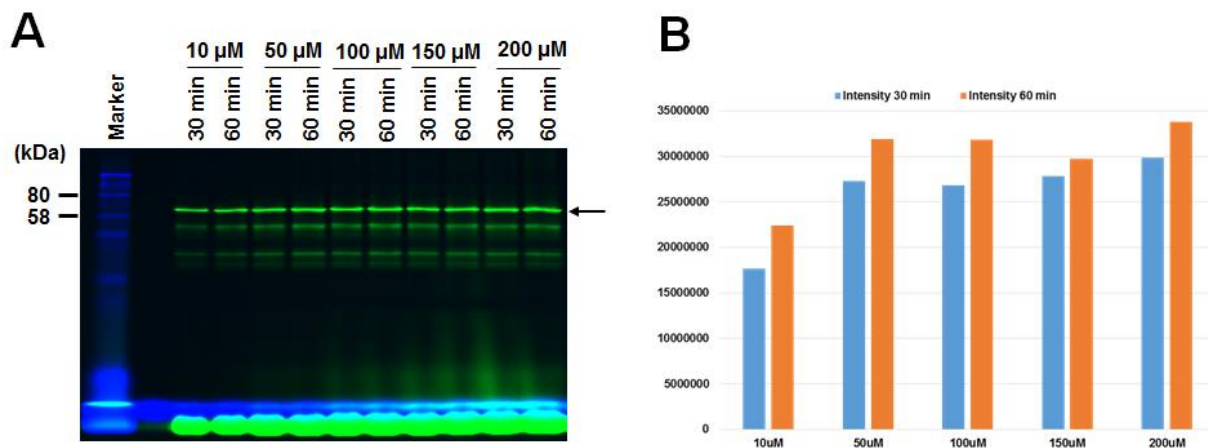 A
10 µM 50 µM 100 µM 150 µM 200 µM
Marker 30 min 60 min 30 min 60 min 30 min 60 min 30 min 60 min 30 min 60 min
(kDa)
80
58
B
Intensity 30 min Intensity 60 min
35000000
30000000
25000000
20000000
15000000
10000000
5000000
0
10uM 50uM 100uM 150uM 200uM